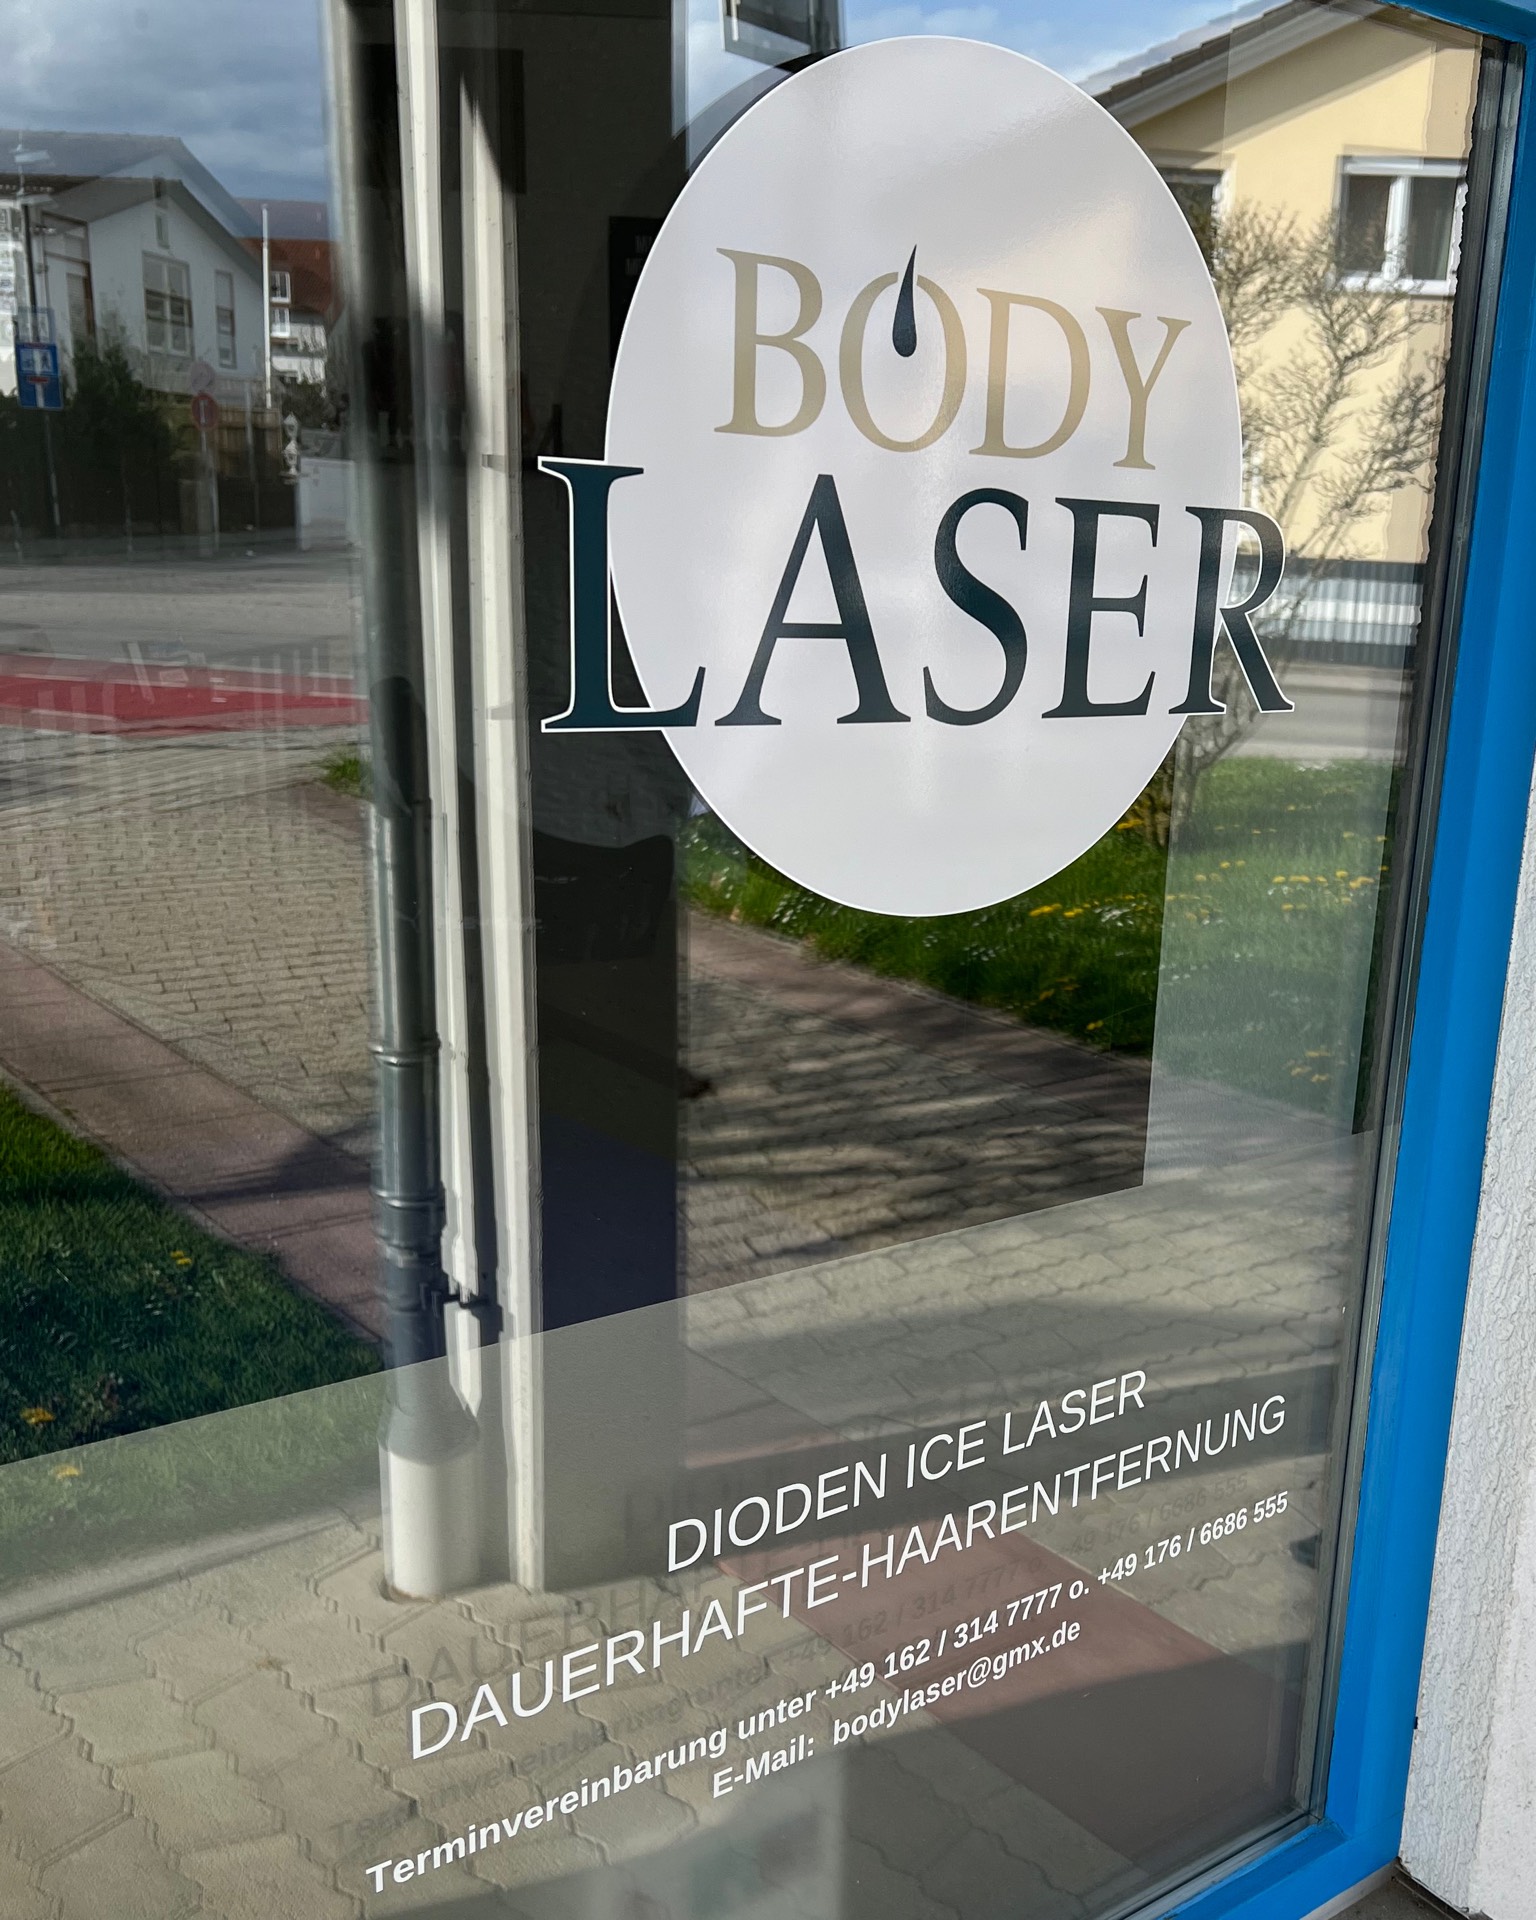 BODY
LASER
DIODEN ICE LASER
DAUERHAFTE-HAARENTFERNUNG
Terminvereinbarung unter +49 162 / 314 7777 o. +49 176 / 6686 555
E-Mail: bodylaser@gmx.de